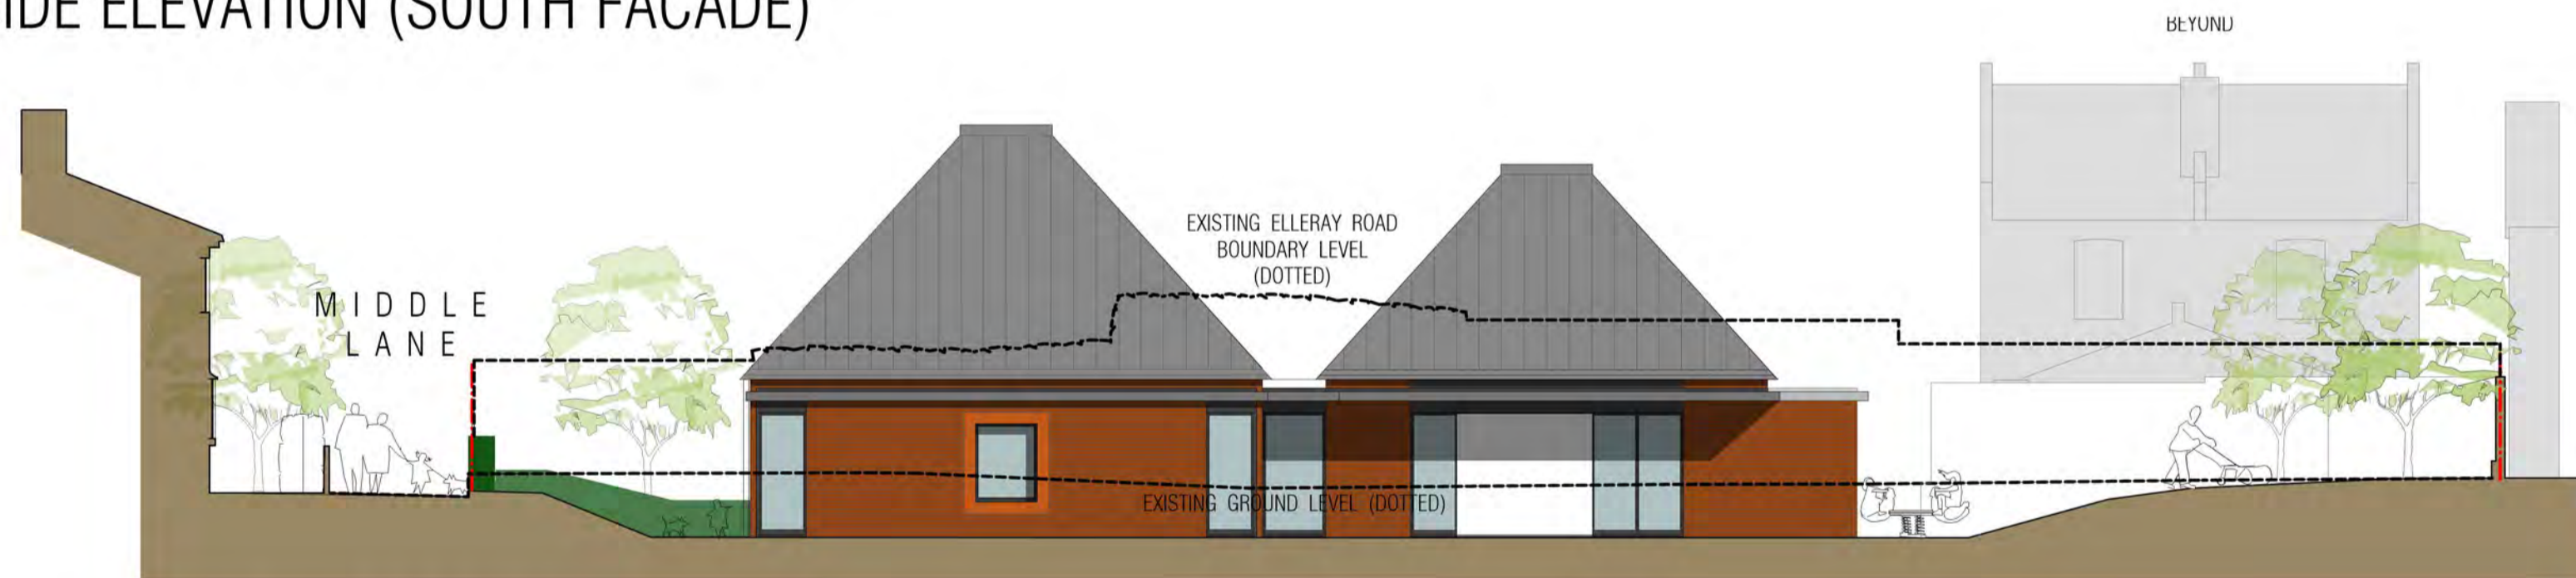 IDE ELEVATION (SOUTH FACADE)
BEYOND
EXISTING ELLERAY ROAD
BOUNDARY LEVEL
(DOTTED)
MIDDLE
LANE
EXISTING GROUND LEVEL (DOTTED)